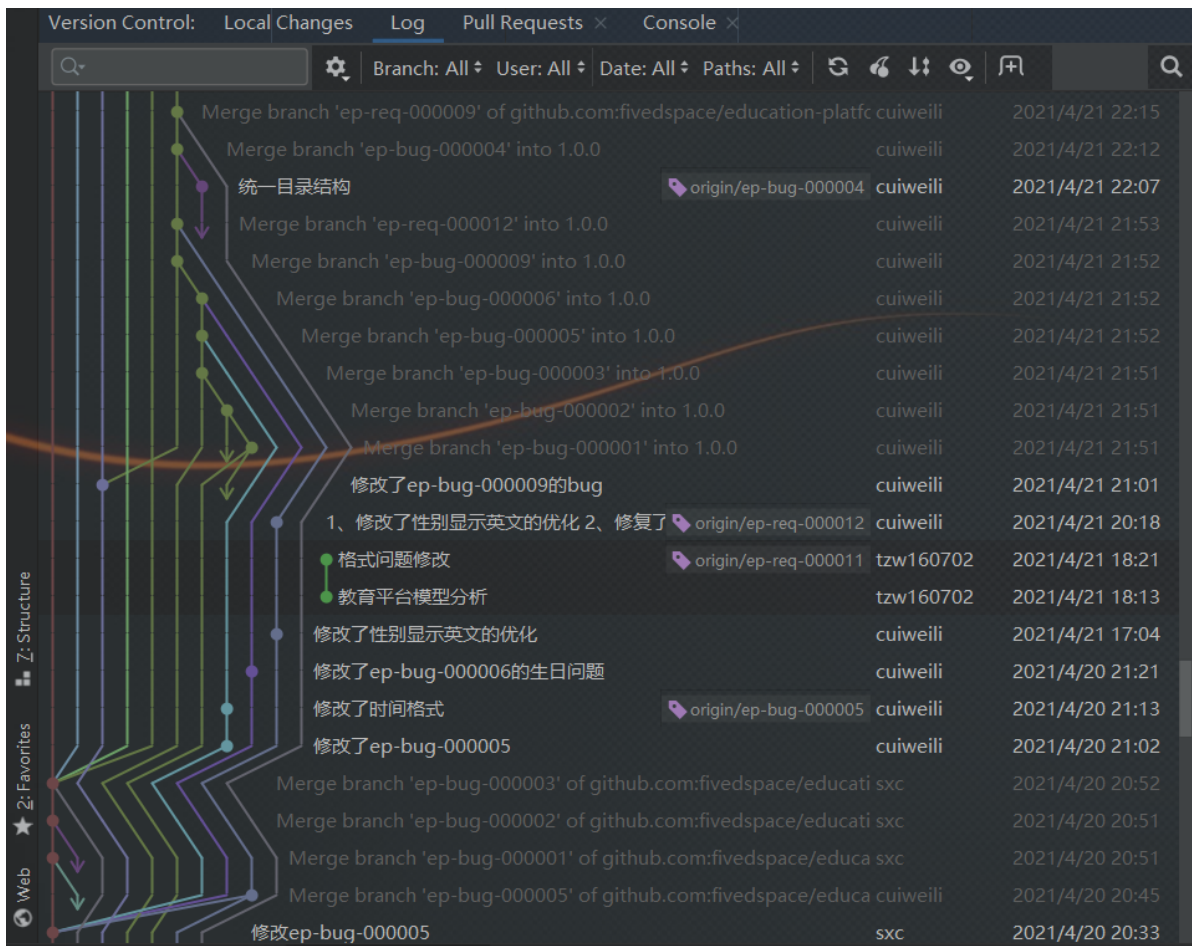 Version Control: Local Changes Log Pull Requests Console
Branch: All User: All Date: All Paths: All
Merge branch 'ep-req-000009' of github.com:fivedspace/education-platfc cuiweili 2021/4/21 22:15
Merge branch 'ep-bug-000004' into 1.0.0 cuiweili 2021/4/21 22:12
统一目录结构 origin/ep-bug-000004 cuiweili 2021/4/21 22:07
Merge branch 'ep-req-000012' into 1.0.0 cuiweili 2021/4/21 21:53
Merge branch 'ep-bug-000009' into 1.0.0 cuiweili 2021/4/21 21:52
Merge branch 'ep-bug-000006' into 1.0.0 cuiweili 2021/4/21 21:52
Merge branch 'ep-bug-000005' into 1.0.0 cuiweili 2021/4/21 21:52
Merge branch 'ep-bug-000003' into 1.0.0 cuiweili 2021/4/21 21:51
Merge branch 'ep-bug-000002' into 1.0.0 cuiweili 2021/4/21 21:51
Merge branch 'ep-bug-000001' into 1.0.0 cuiweili 2021/4/21 21:51
修改了ep-bug-000009的bug cuiweili 2021/4/21 21:01
1、修改了性别显示英文的优化 2、修复了 origin/ep-req-000012 cuiweili 2021/4/21 20:18
格式问题修改 origin/ep-req-000011 tzw160702 2021/4/21 18:21
教育平台模型分析 tzw160702 2021/4/21 18:13
修改了性别显示英文的优化 cuiweili 2021/4/21 17:04
修改了ep-bug-000006的生日问题 cuiweili 2021/4/20 21:21
修改了时间格式 origin/ep-bug-000005 cuiweili 2021/4/20 21:13
修改了ep-bug-000005 cuiweili 2021/4/20 21:02
Merge branch 'ep-bug-000003' of github.com:fivedspace/educati sxc 2021/4/20 20:52
Merge branch 'ep-bug-000002' of github.com:fivedspace/educati sxc 2021/4/20 20:51
Merge branch 'ep-bug-000001' of github.com:fivedspace/educa sxc 2021/4/20 20:51
Merge branch 'ep-bug-000005' of github.com:fivedspace/educa cuiweili 2021/4/20 20:45
修改ep-bug-000005 sxc 2021/4/20 20:33
7: Structure
2: Favorites
Web